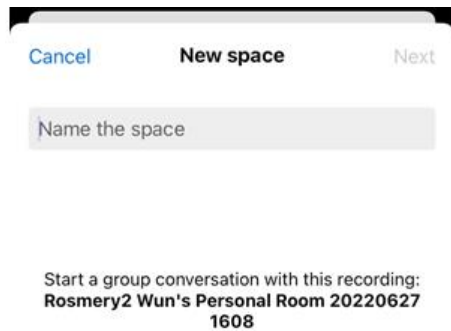 Cancel New space Next
Name the space
Start a group conversation with this recording:
Rosmery2 Wun's Personal Room 20220627
1608